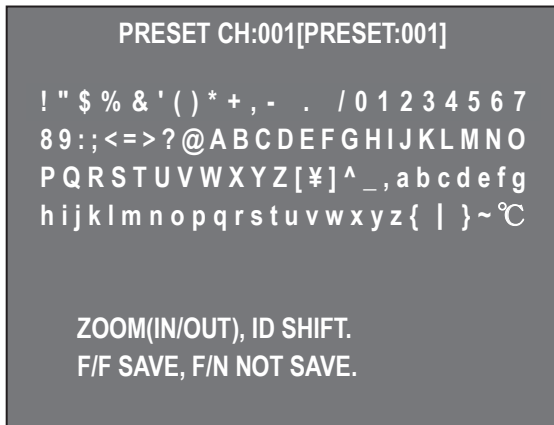 PRESET CH:001[PRESET:001]
! " $ % & ' ( ) * + , - . / 0 1 2 3 4 5 6 7
8 9 : ; < = > ? @ A B C D E F G H I J K L M N O
P Q R S T U V W X Y Z [ ¥ ] ^ _ , a b c d e f g
h i j k l m n o p q r s t u v w x y z { | } ~ ℃
ZOOM(IN/OUT), ID SHIFT.
F/F SAVE, F/N NOT SAVE.